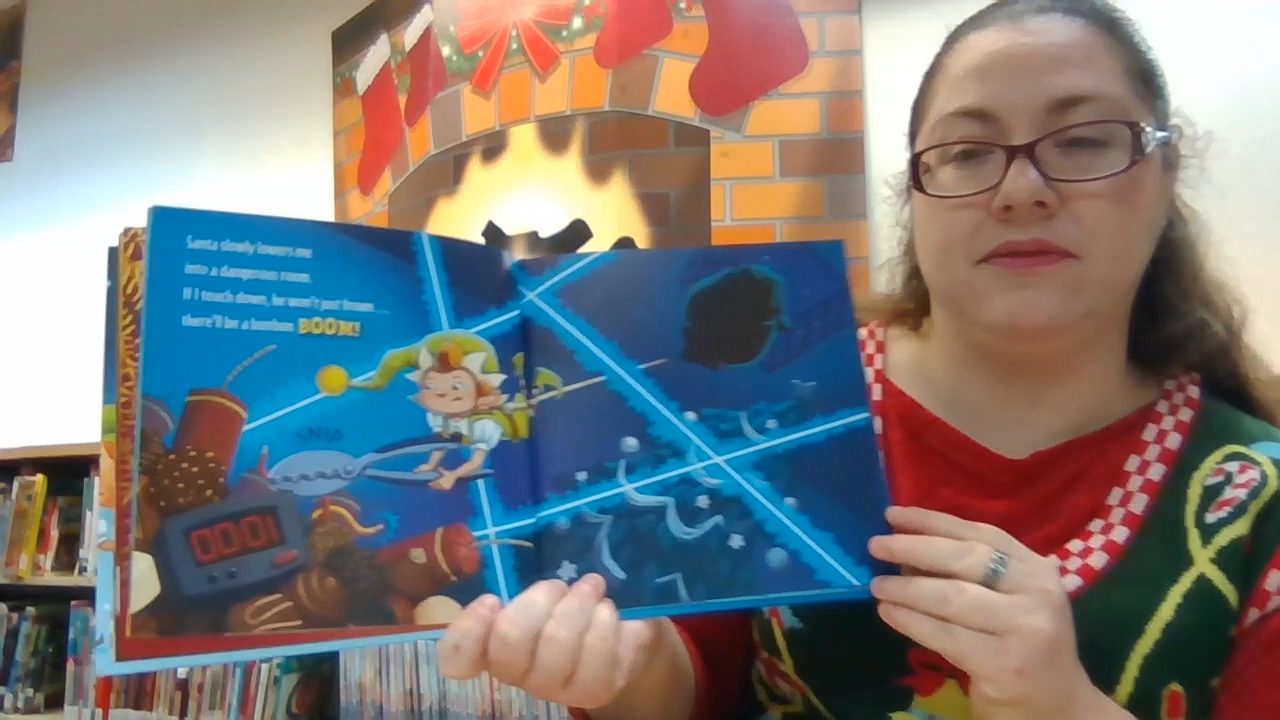 Santa slowly lowers me
into a dangerous room.
If I touch down, he won't just frown . . .
there'll be a bonbon BOOM!
SNIP
00:01